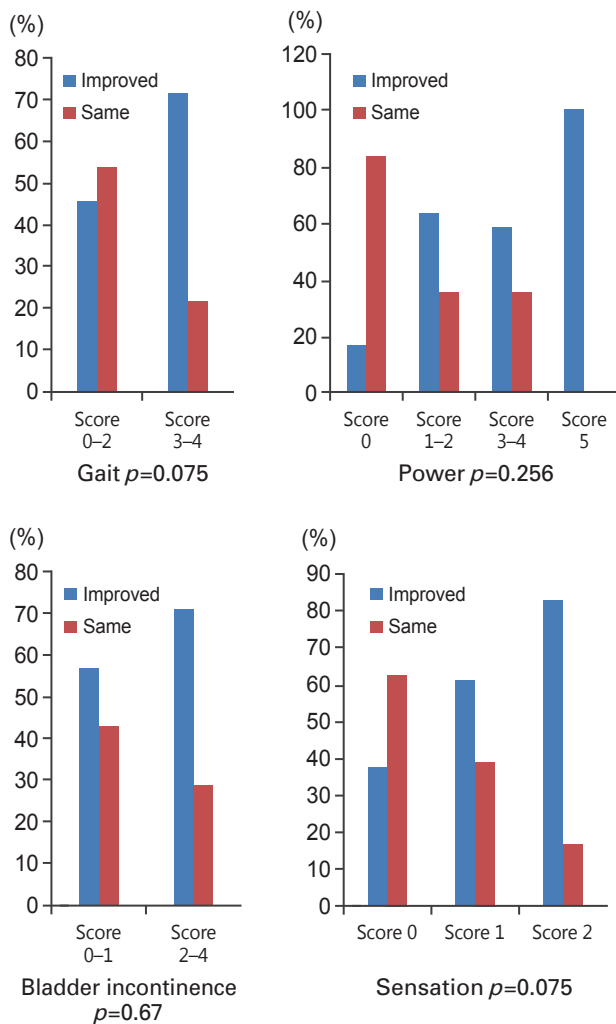 (%)
80
70
60
50
40
30
20
10
0
Improved
Same
Score
0–2
Score
3–4
Gait p=0.075
(%)
120
100
80
60
40
20
0
Improved
Same
Score
0
Score
1–2
Score
3–4
Score
5
Power p=0.256
(%)
80
70
60
50
40
30
20
10
0
Improved
Same
Score
0–1
Score
2–4
Bladder incontinence
p=0.67
(%)
90
80
70
60
50
40
30
20
10
0
Improved
Same
Score 0
Score 1
Score 2
Sensation p=0.075